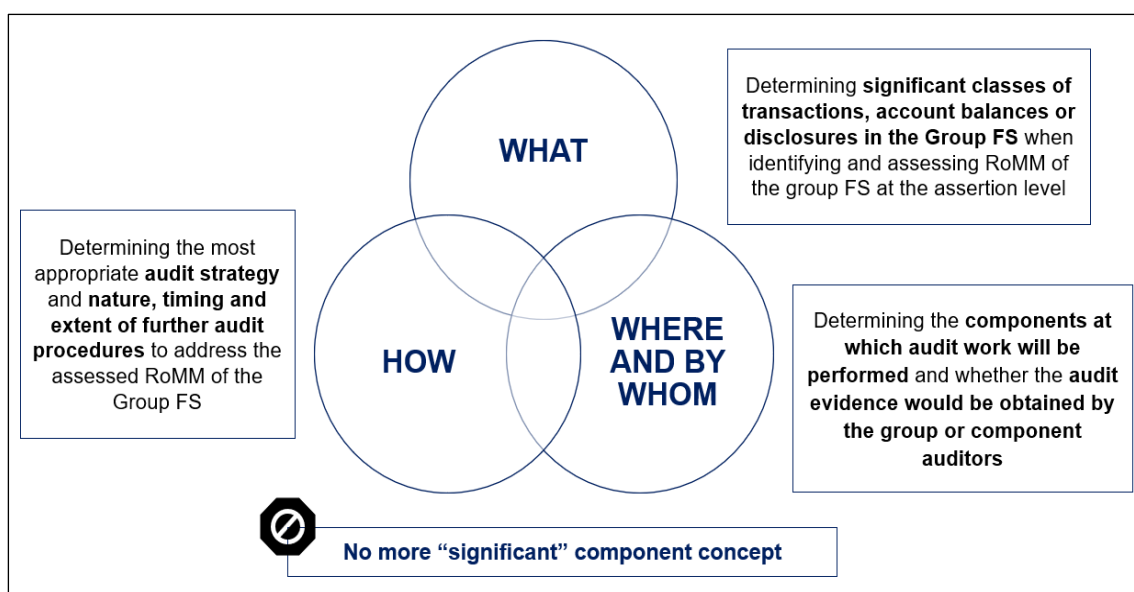 WHAT
Determining significant classes of
transactions, account balances or
disclosures in the Group FS when
identifying and assessing RoMM of
the group FS at the assertion level
Determining the most
appropriate audit strategy
and nature, timing and
extent of further audit
procedures to address the
assessed RoMM of the
Group FS
HOW
WHERE
AND BY
WHOM
Determining the components at
which audit work will be
performed and whether the audit
evidence would be obtained by
the group or component
auditors
No more “significant” component concept